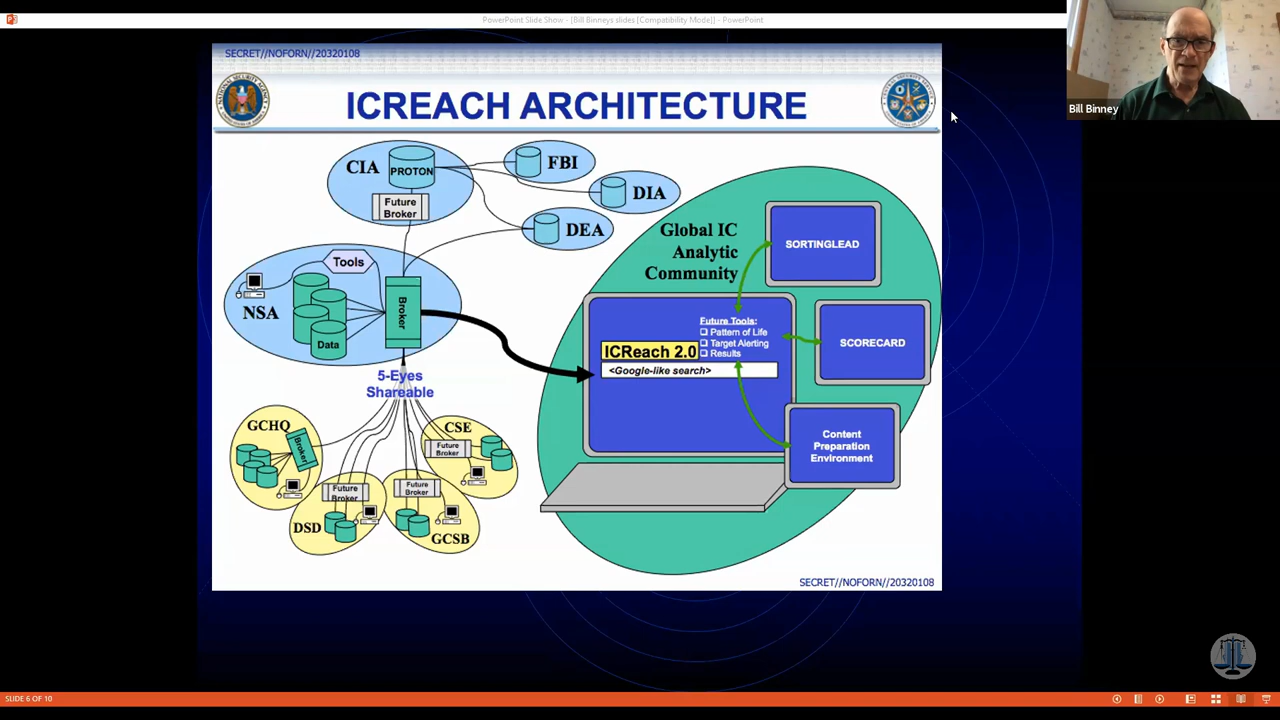 PowerPoint Slide Show - [Bill Binneys slides [Compatibility Mode]] - PowerPoint
Bill Binney
SECRET//NOFORN//20320108
ICREACH ARCHITECTURE
CIA
PROTON
Future
Broker
FBI
DIA
DEA
Tools
NSA
Data
Broker
5-Eyes
Shareable
GCHQ
Broker
DSD
Future
Broker
GCSB
Future
Broker
CSE
Future
Broker
Global IC
Analytic
Community
SORTINGLEAD
SCORECARD
Content
Preparation
Environment
Future Tools:
Pattern of Life
Target Alerting
Results
ICReach 2.0
<Google-like search>
SECRET//NOFORN//20320108
SLIDE 6 OF 10